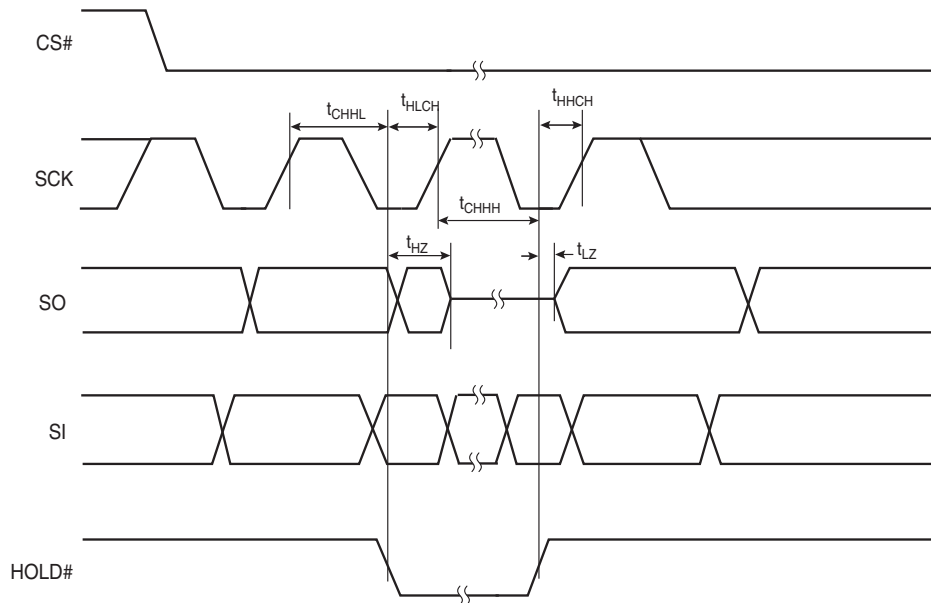 CS#
tCHHL
tHLCH
tHHCH
SCK
tCHHH
tHZ
tLZ
SO
SI
HOLD#